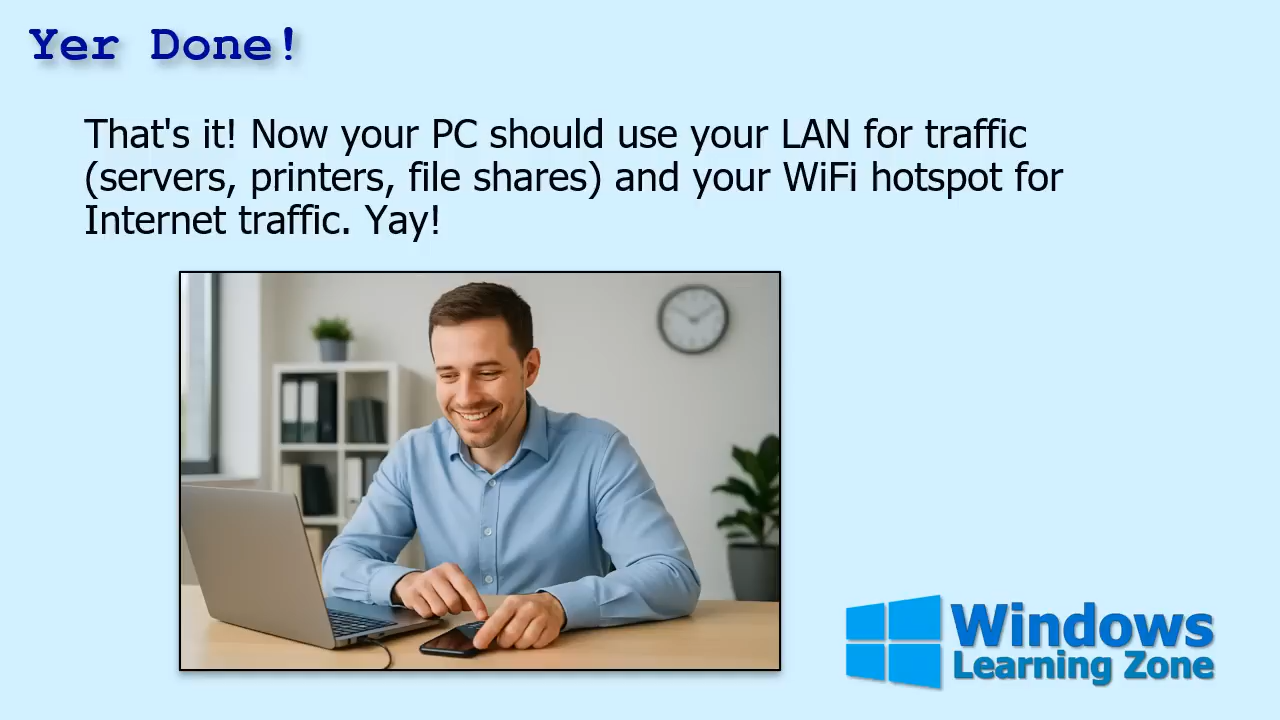 Yer Done!
That's it! Now your PC should use your LAN for traffic
(servers, printers, file shares) and your WiFi hotspot for
Internet traffic. Yay!
Windows
Learning Zone